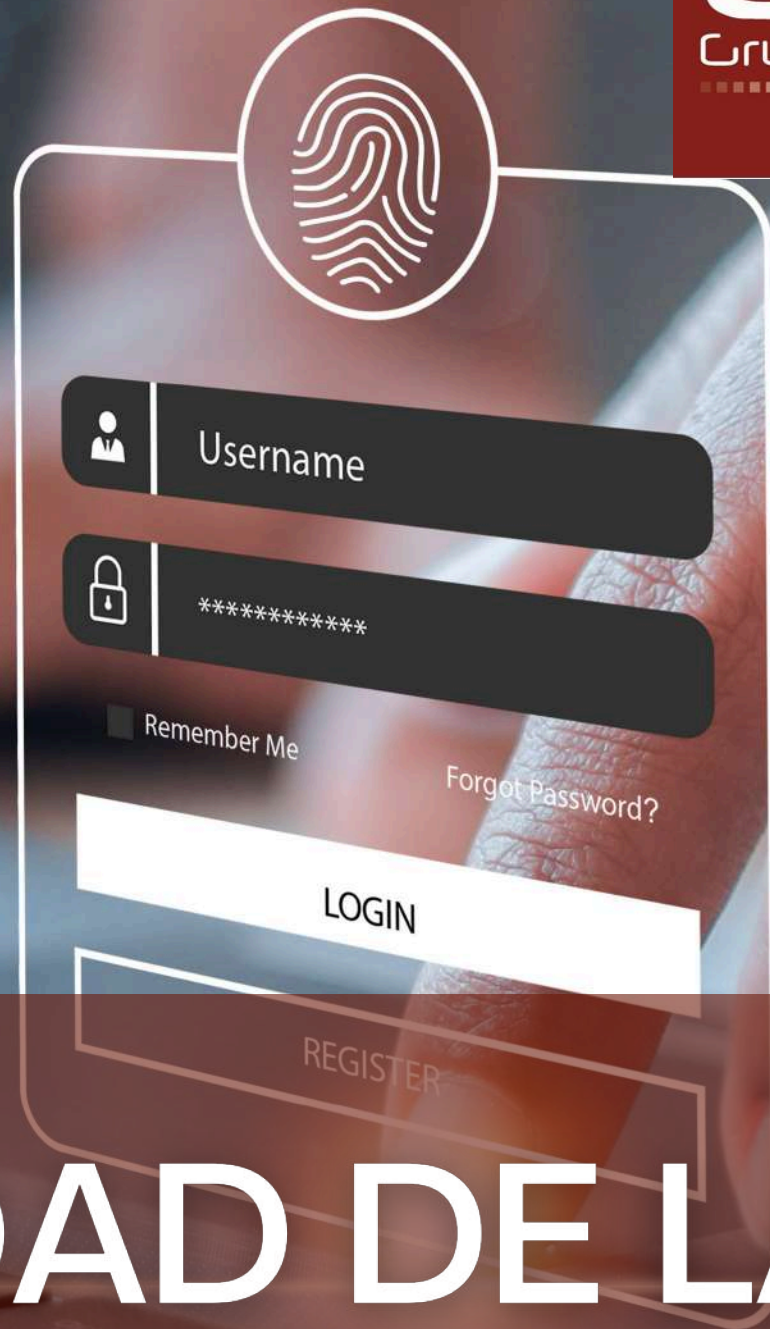 Username
************
Remember Me
Forgot Password?
LOGIN
REGISTER
DAD DE LA